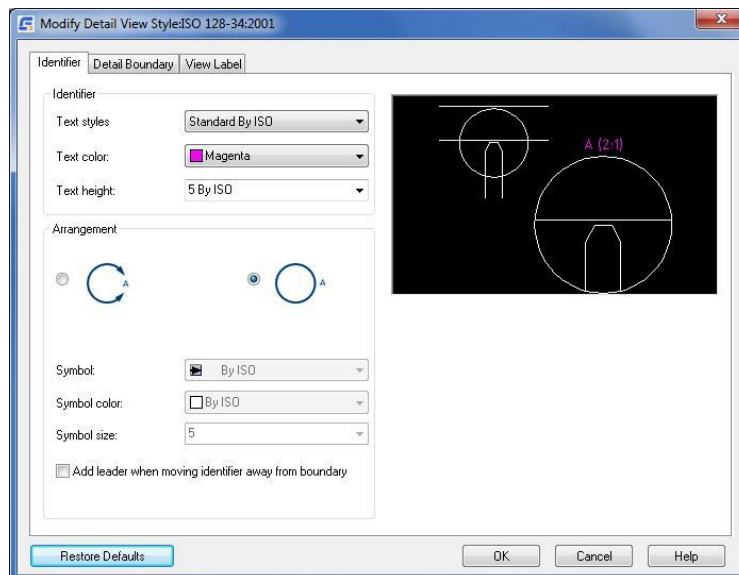 Modify Detail View Style:ISO 128-34:2001
Identifier Detail Boundary View Label
Identifier
Text styles Standard By ISO
Text color: Magenta
Text height: 5 By ISO
Arrangement
A A
Symbol: By ISO
Symbol color: By ISO
Symbol size: 5
Add leader when moving identifier away from boundary
A (2:1)
Restore Defaults OK Cancel Help